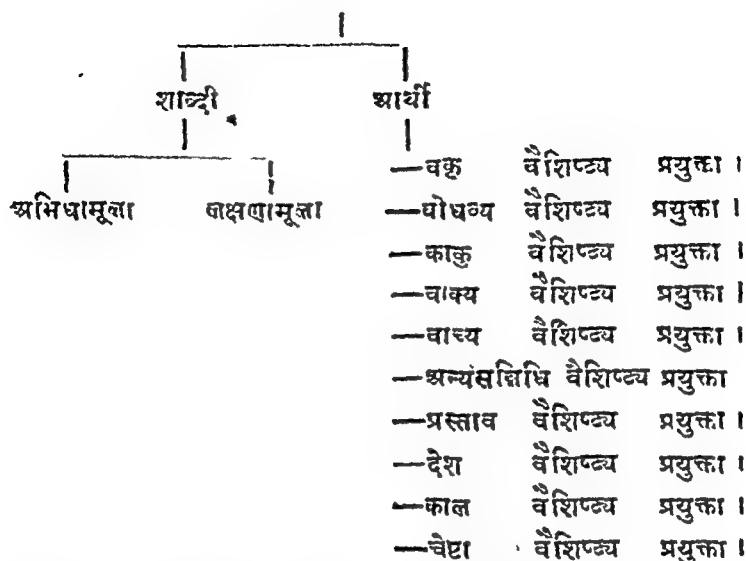 शाब्दी आर्थी
—वक्तृ वैशिष्ट्य प्रयुक्ता ।
अभिधामूला लक्षणामूला —बोधव्य वैशिष्ट्य प्रयुक्ता ।
—काकु वैशिष्ट्य प्रयुक्ता ।
—वाक्य वैशिष्ट्य प्रयुक्ता ।
—वाच्य वैशिष्ट्य प्रयुक्ता ।
—अन्यसन्निधि वैशिष्ट्य प्रयुक्ता
—प्रस्ताव वैशिष्ट्य प्रयुक्ता ।
—देश वैशिष्ट्य प्रयुक्ता ।
—काल वैशिष्ट्य प्रयुक्ता ।
—चेष्टा वैशिष्ट्य प्रयुक्ता ।